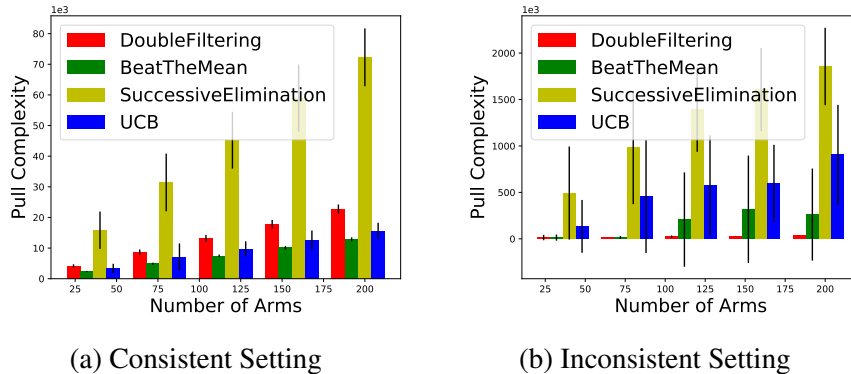 1e3
80
70
60
50
40
30
20
10
0
Pull Complexity
DoubleFiltering
BeatTheMean
SuccessiveElimination
UCB
25 50 75 100 125 150 175 200
Number of Arms
(a) Consistent Setting
1e3
2000
1500
1000
500
0
Pull Complexity
DoubleFiltering
BeatTheMean
SuccessiveElimination
UCB
25 50 75 100 125 150 175 200
Number of Arms
(b) Inconsistent Setting